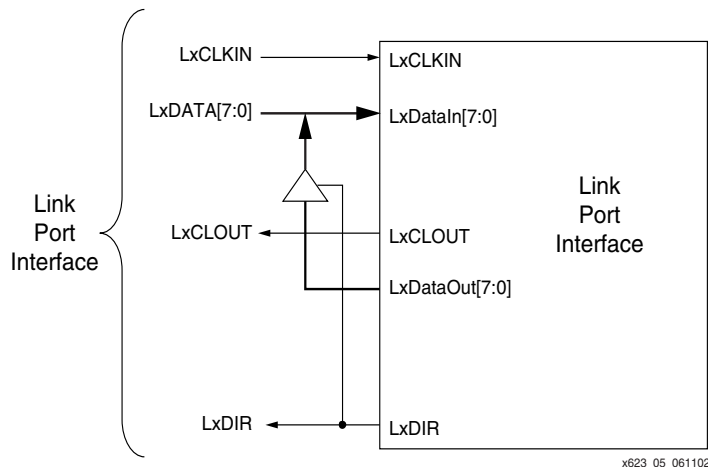 LxCLKIN
LxCLKIN
LxDATA[7:0]
LxDataIn[7:0]
Link
Port
Interface
Link
Port
Interface
LxCLOUT
LxCLOUT
LxDataOut[7:0]
LxDIR
LxDIR
x623_05_061102